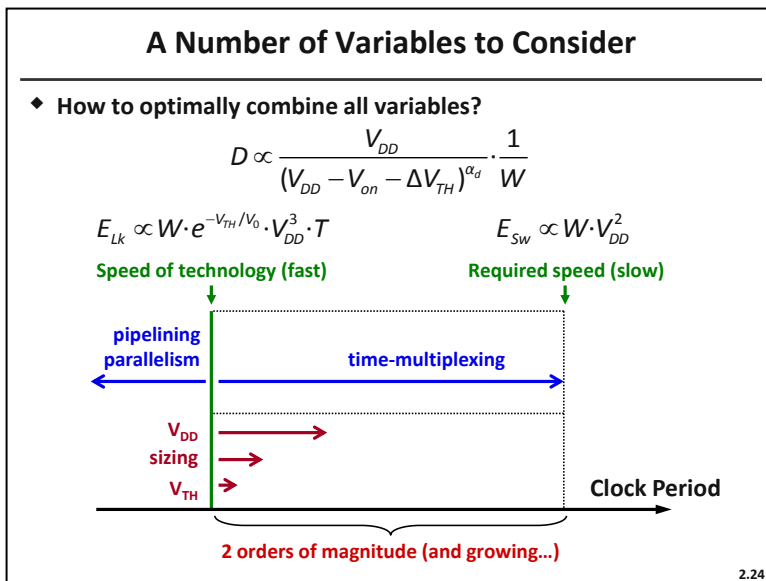 A Number of Variables to Consider
◆ How to optimally combine all variables?
D ∝ V_DD / (V_DD − V_on − ΔV_TH)^{α_d} · 1/W
E_Lk ∝ W·e^{−V_TH/V_0}·V_DD^3·T E_Sw ∝ W·V_DD^2
Speed of technology (fast) Required speed (slow)
pipelining
parallelism time-multiplexing
V_DD
sizing
V_TH
Clock Period
2 orders of magnitude (and growing…)
2.24